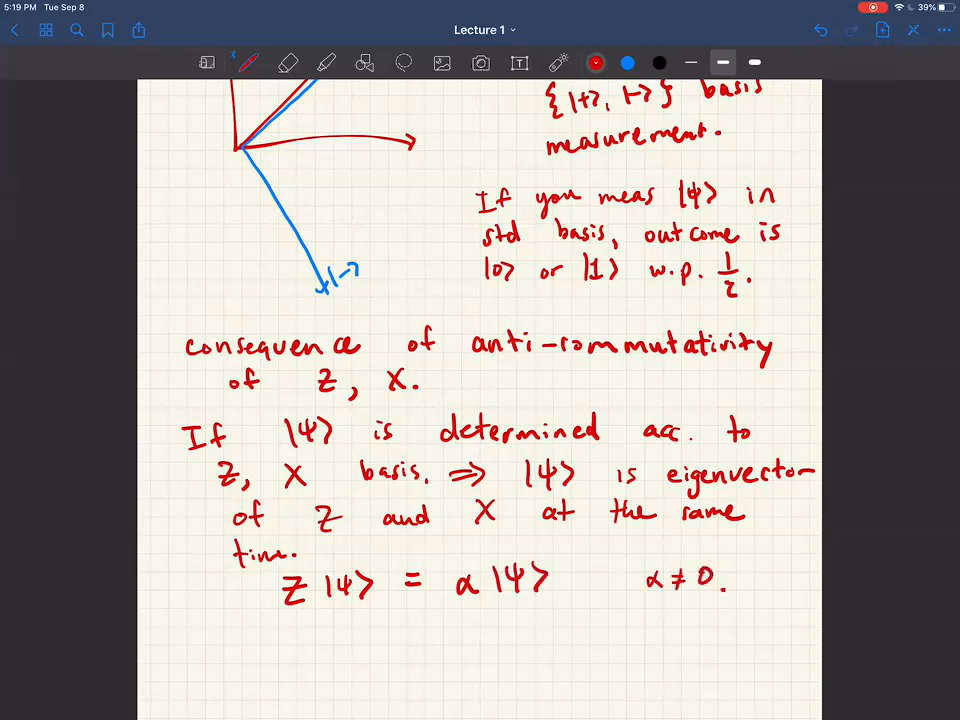 5:19 PM Tue Sep 8
39%
Lecture 1
{|+>, |->} basis
measurement.
If you meas |ψ> in
std basis, outcome is
|0> or |1> w.p. 1/2.
|->
consequence of anti-commutativity
of Z, X.
If |ψ> is determined acc. to
Z, X basis. ⇒ |ψ> is eigenvector
of Z and X at the same
time.
Z |ψ> = α |ψ> α ≠ 0.